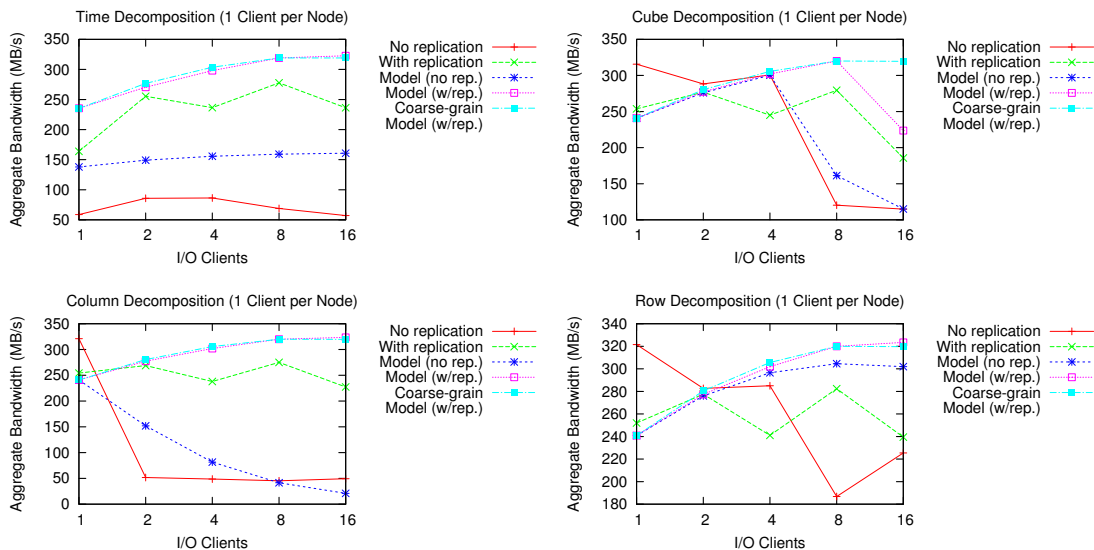 Time Decomposition (1 Client per Node)
Aggregate Bandwidth (MB/s)
350
300
250
200
150
100
50
1
2
4
8
16
I/O Clients
No replication
With replication
Model (no rep.)
Model (w/rep.)
Coarse-grain
Model (w/rep.)
Cube Decomposition (1 Client per Node)
Aggregate Bandwidth (MB/s)
350
300
250
200
150
100
1
2
4
8
16
I/O Clients
No replication
With replication
Model (no rep.)
Model (w/rep.)
Coarse-grain
Model (w/rep.)
Column Decomposition (1 Client per Node)
Aggregate Bandwidth (MB/s)
350
300
250
200
150
100
50
0
1
2
4
8
16
I/O Clients
No replication
With replication
Model (no rep.)
Model (w/rep.)
Coarse-grain
Model (w/rep.)
Row Decomposition (1 Client per Node)
Aggregate Bandwidth (MB/s)
340
320
300
280
260
240
220
200
180
1
2
4
8
16
I/O Clients
No replication
With replication
Model (no rep.)
Model (w/rep.)
Coarse-grain
Model (w/rep.)